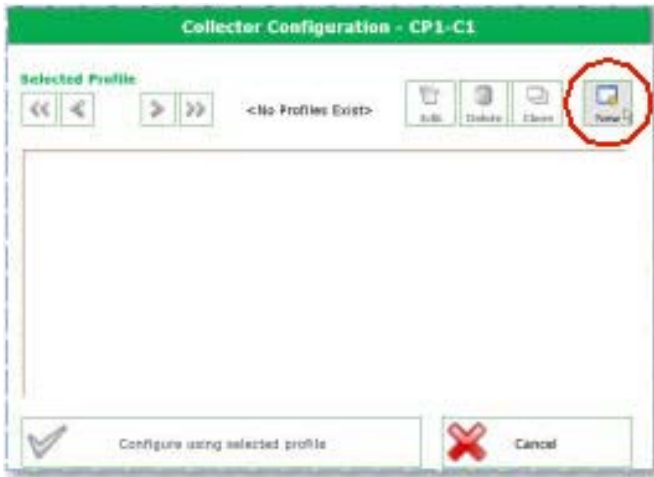 Collector Configuration - CP1-C1
Selected Profile
<< < > >> <No Profiles Exist> Edit Delete Clone New
Configure using selected profile Cancel